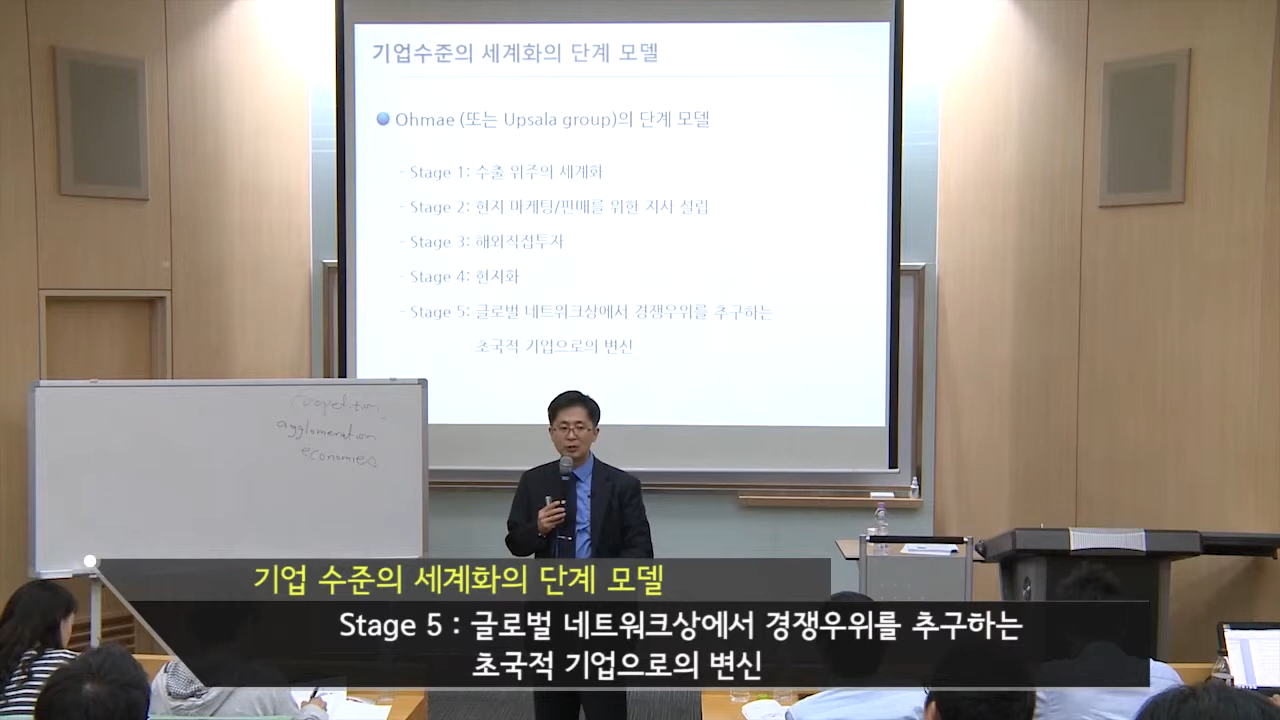 기업수준의 세계화의 단계 모델
Ohmae (또는 Upsala group)의 단계 모델
- Stage 1: 수출 위주의 세계화
- Stage 2: 현지 마케팅/판매를 위한 지사 설립
- Stage 3: 해외직접투자
- Stage 4: 현지화
- Stage 5: 글로벌 네트워크상에서 경쟁우위를 추구하는
초국적 기업으로의 변신
agglomeration
economies
기업 수준의 세계화의 단계 모델
Stage 5 : 글로벌 네트워크상에서 경쟁우위를 추구하는
초국적 기업으로의 변신